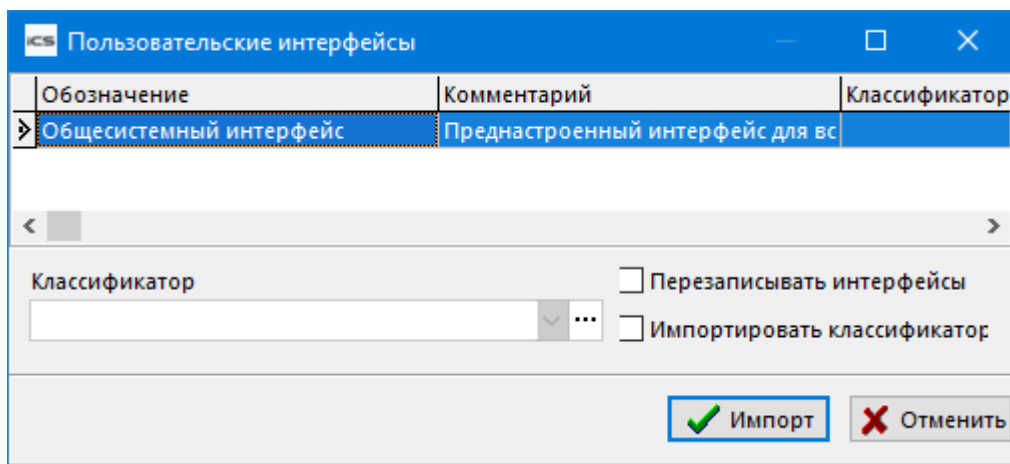 iCS Пользовательские интерфейсы
Обозначение Комментарий Классификатор
Общесистемный интерфейс Преднастроенный интерфейс для вс
Классификатор
Перезаписывать интерфейсы
...
Импортировать классификатор
Импорт Отменить